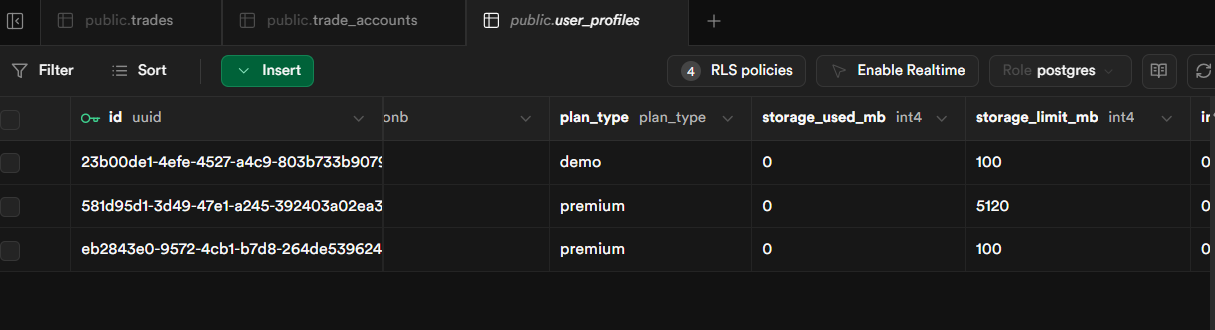 public.trades public.trade_accounts public.user_profiles
Filter Sort Insert 4 RLS policies Enable Realtime Role postgres
id uuid onb plan_type plan_type storage_used_mb int4 storage_limit_mb int4
23b00de1-4efe-4527-a4c9-803b733b9079 demo 0 100 0
581d95d1-3d49-47e1-a245-392403a02ea3 premium 0 5120 0
eb2843e0-9572-4cb1-b7d8-264de539624 premium 0 100 0